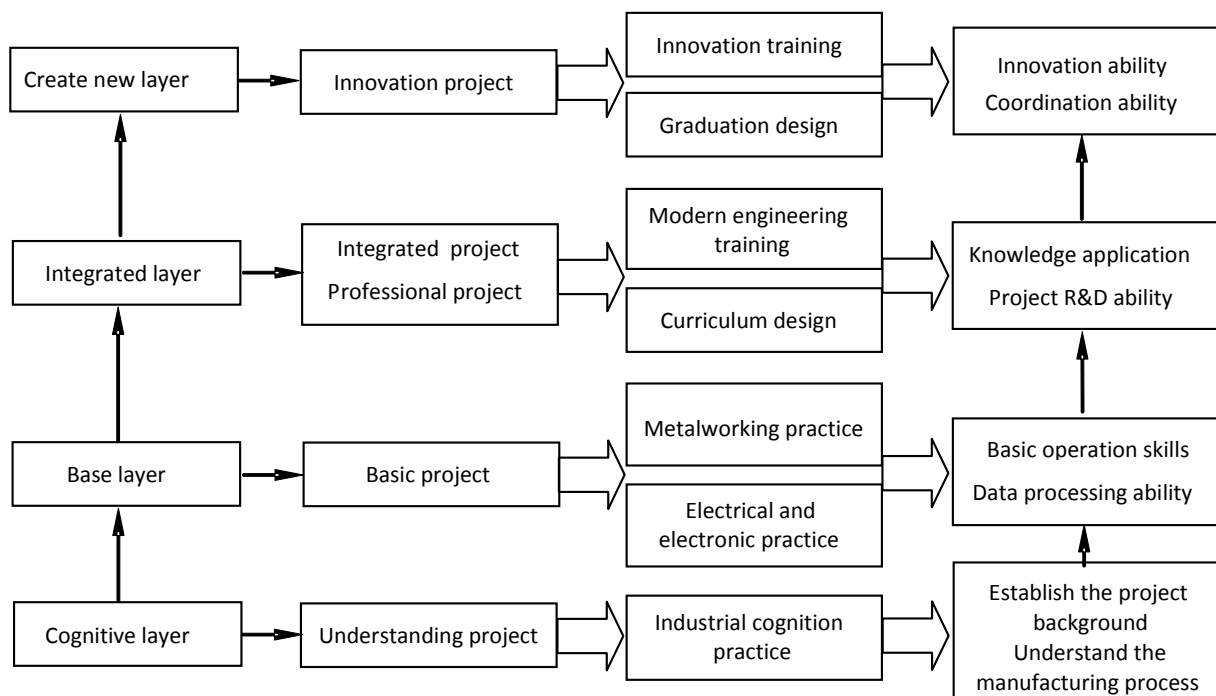 Create new layer
Innovation project
Innovation training
Graduation design
Innovation ability
Coordination ability
Integrated layer
Integrated  project
Professional project
Modern engineering
training
Curriculum design
Knowledge application
Project R&D ability
Base layer
Basic project
Metalworking practice
Electrical and
electronic practice
Basic operation skills
Data processing ability
Cognitive layer
Understanding project
Industrial cognition
practice
Establish the project
background
Understand the
manufacturing process